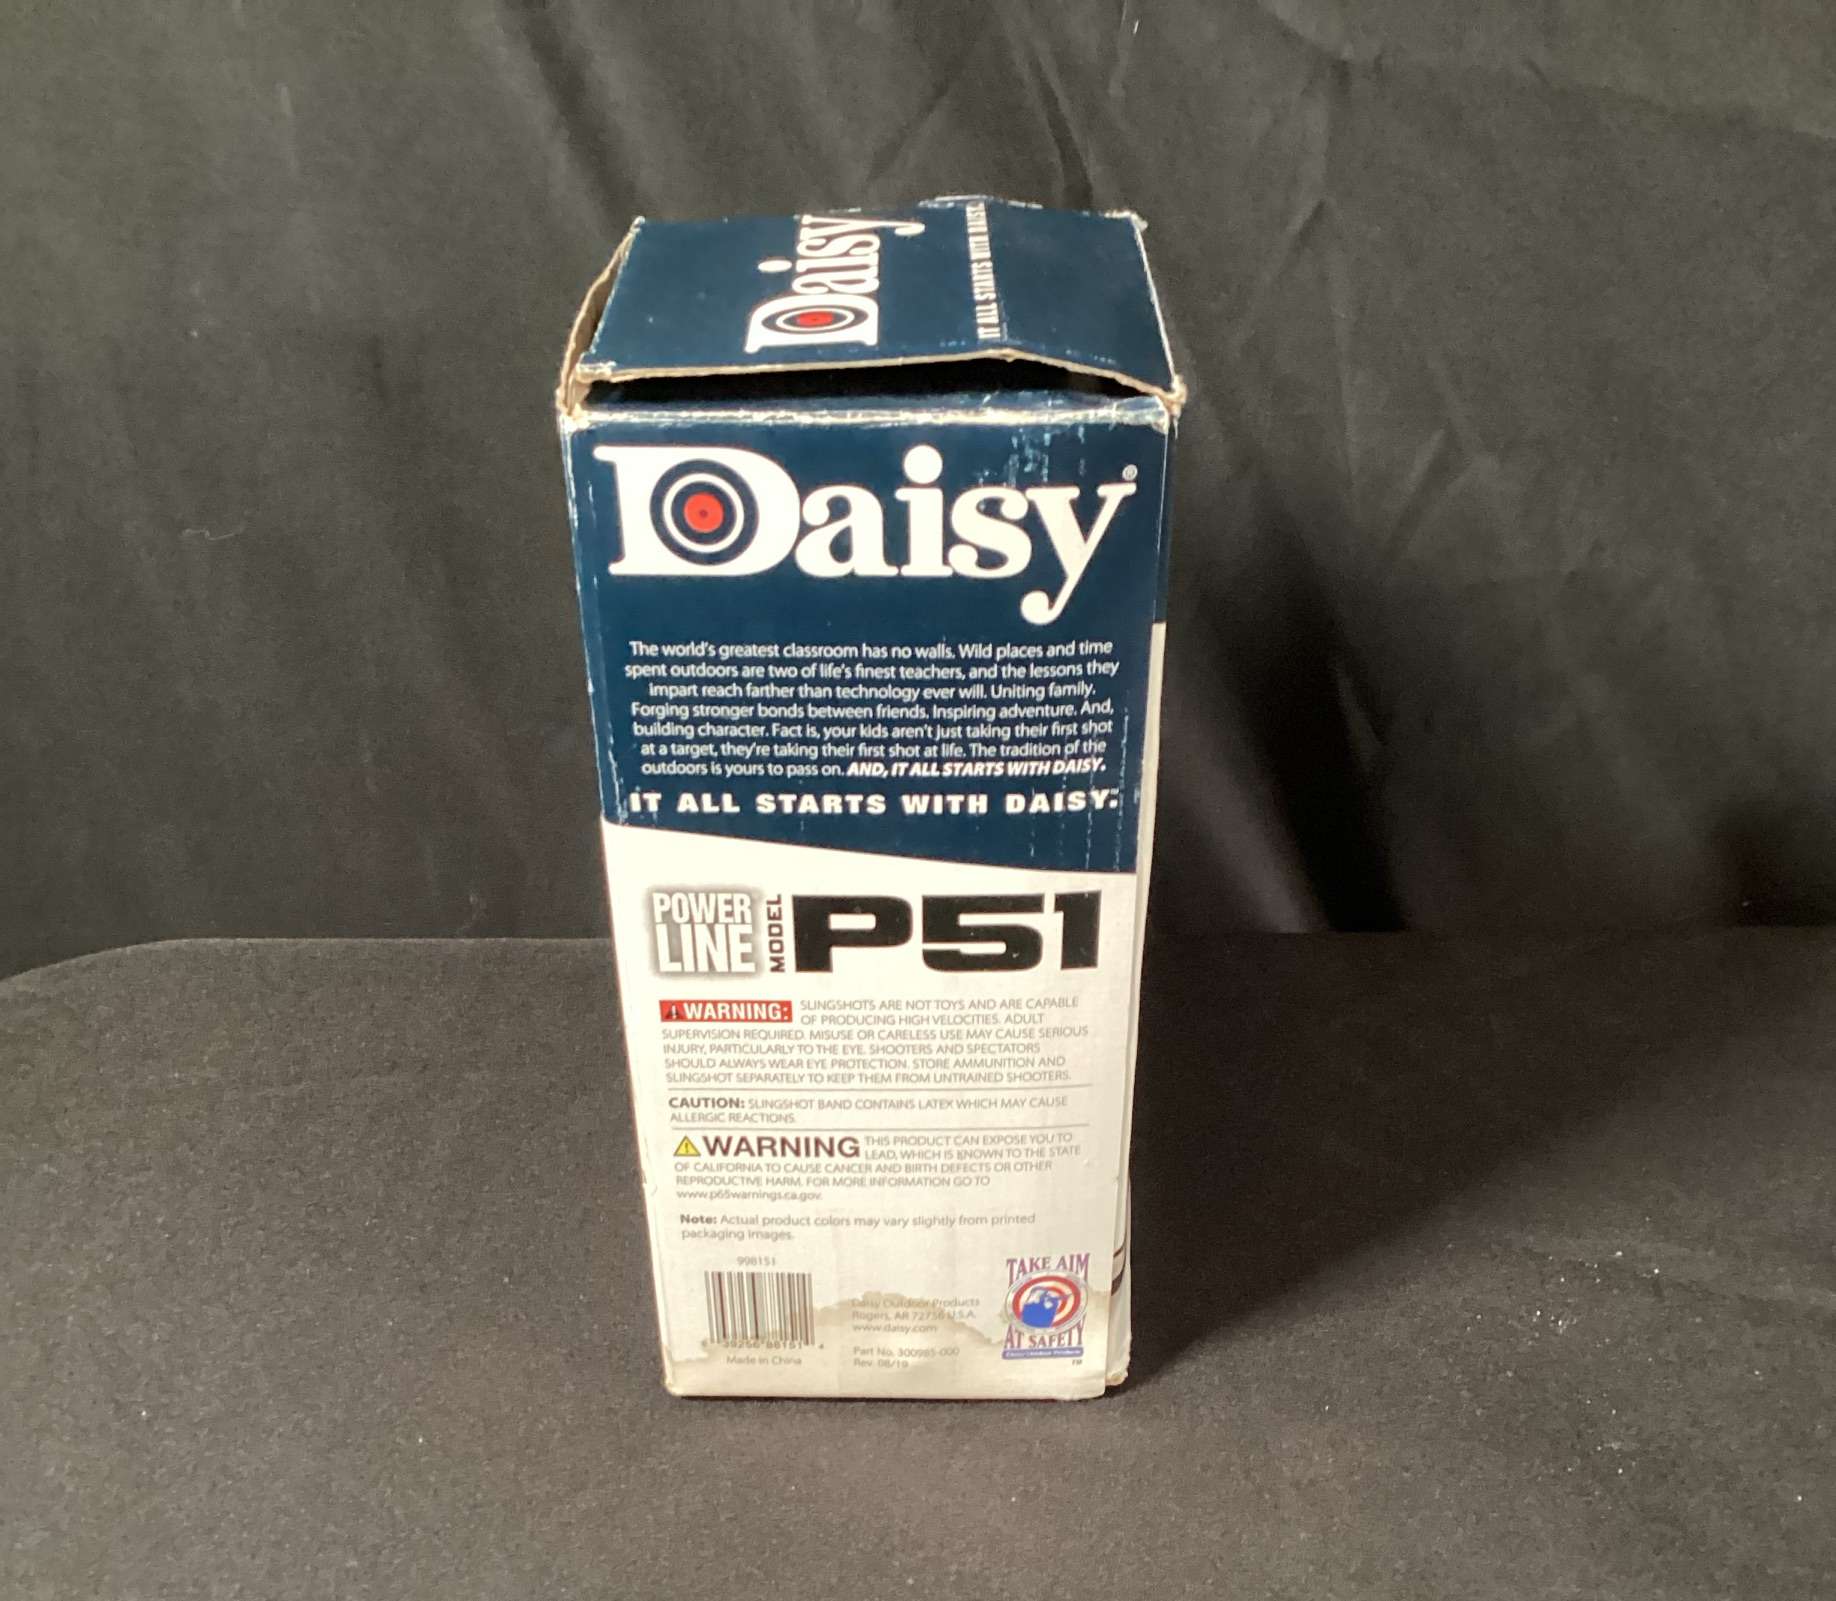 Daisy
IT ALL STARTS WITH DAISY.
Daisy®
The world's greatest classroom has no walls. Wild places and time
spent outdoors are two of life's finest teachers, and the lessons they
impart reach farther than technology ever will. Uniting family.
Forging stronger bonds between friends. Inspiring adventure. And,
building character. Fact is, your kids aren't just taking their first shot
at a target, they're taking their first shot at life. The tradition of the
outdoors is yours to pass on. AND, IT ALL STARTS WITH DAISY.
IT ALL STARTS WITH DAISY.™
POWER
LINE
MODEL
P51
WARNING: SLINGSHOTS ARE NOT TOYS AND ARE CAPABLE
OF PRODUCING HIGH VELOCITIES. ADULT
SUPERVISION REQUIRED. MISUSE OR CARELESS USE MAY CAUSE SERIOUS
INJURY, PARTICULARLY TO THE EYE. SHOOTERS AND SPECTATORS
SHOULD ALWAYS WEAR EYE PROTECTION. STORE AMMUNITION AND
SLINGSHOT SEPARATELY TO KEEP THEM FROM UNTRAINED SHOOTERS.
CAUTION: SLINGSHOT BAND CONTAINS LATEX WHICH MAY CAUSE
ALLERGIC REACTIONS.
WARNING THIS PRODUCT CAN EXPOSE YOU TO
LEAD, WHICH IS KNOWN TO THE STATE
OF CALIFORNIA TO CAUSE CANCER AND BIRTH DEFECTS OR OTHER
REPRODUCTIVE HARM. FOR MORE INFORMATION GO TO
www.p65warnings.ca.gov.
Note: Actual product colors may vary slightly from printed
packaging images.
998151
Made in China
Daisy Outdoor Products
Rogers, AR 72756 U.S.A.
www.daisy.com
Part No. 300985-000
Rev. 08/19
TAKE AIM
AT SAFETY
TM